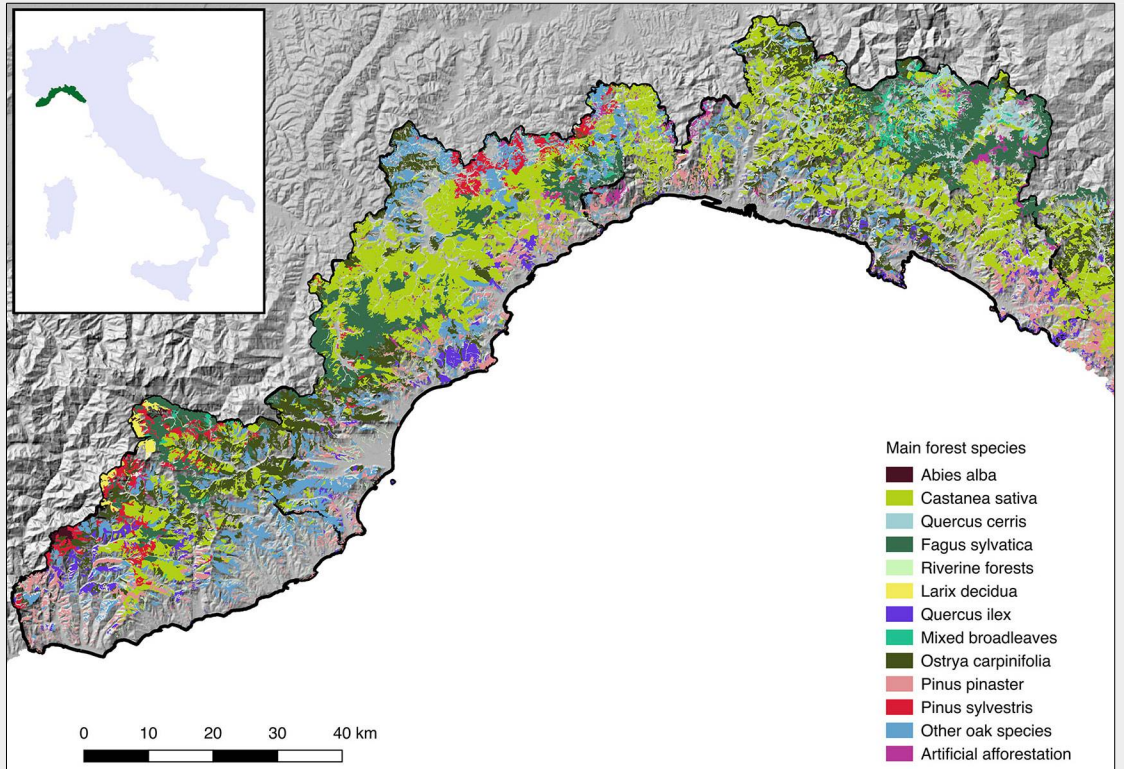 Main forest species
Abies alba
Castanea sativa
Quercus cerris
Fagus sylvatica
Riverine forests
Larix decidua
Quercus ilex
Mixed broadleaves
Ostrya carpinifolia
Pinus pinaster
Pinus sylvestris
Other oak species
Artificial afforestation
0 10 20 30 40 km